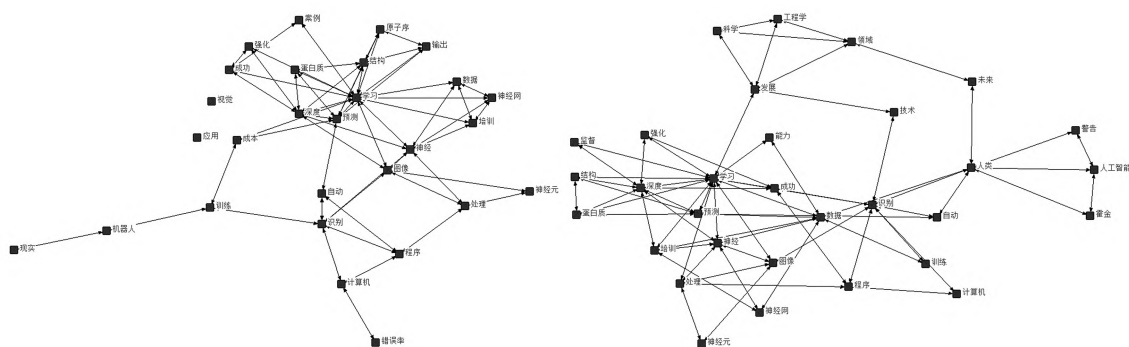 案例
原子序
强化
输出
结构
成功
蛋白质
数据
学习
神经网
视觉
深度
预测
培训
应用
成本
神经
图像
自动
神经元
训练
处理
识别
机器人
现实
程序
计算机
错误率
科学
工程学
领域
未来
发展
技术
警告
监督
强化
能力
人类
人工智能
结构
深度
学习
成功
蛋白质
预测
数据
识别
自动
霍金
培训
神经
图像
训练
处理
程序
计算机
神经网
神经元